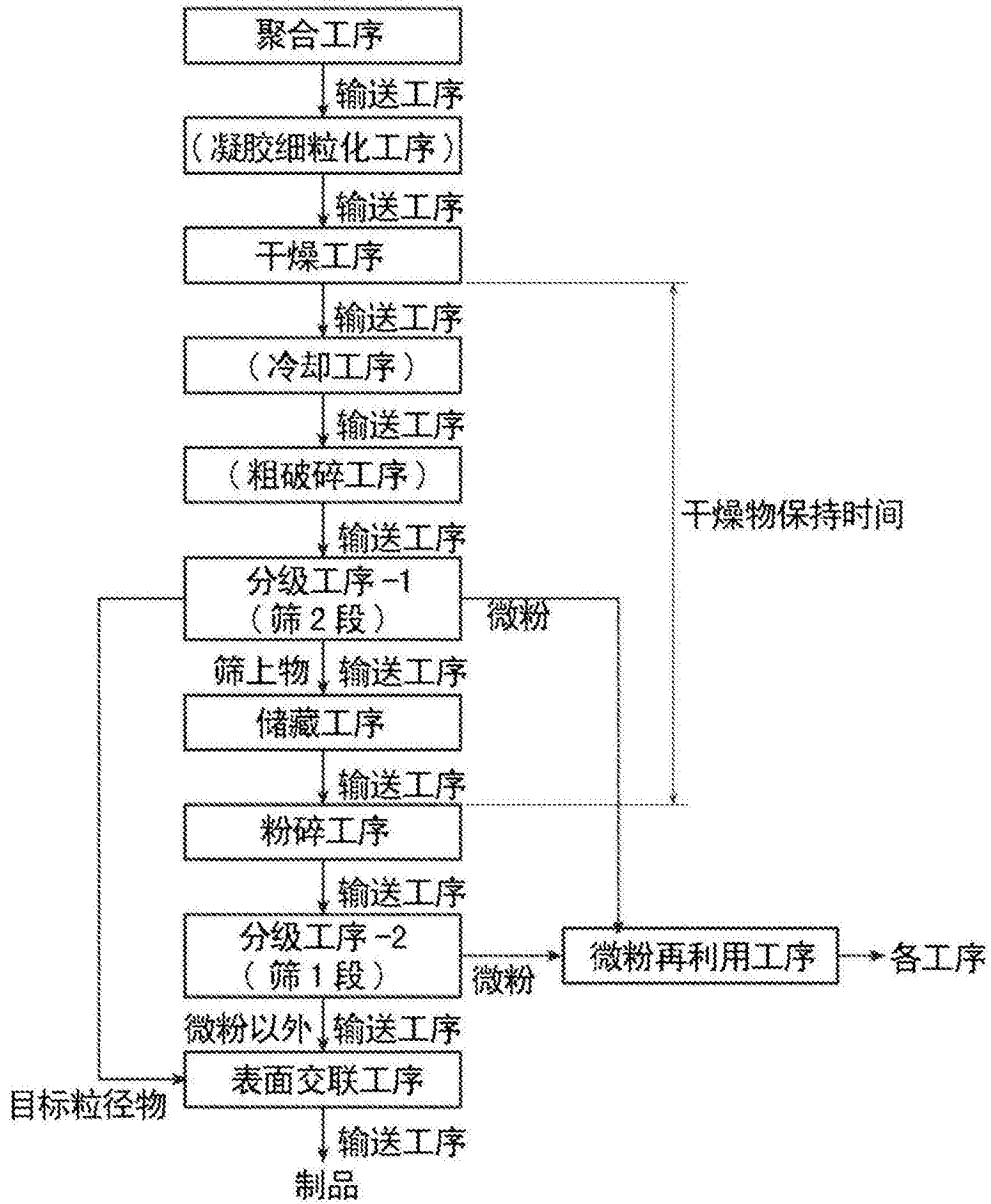 聚合工序
输送工序
(凝胶细粒化工序)
输送工序
干燥工序
输送工序
(冷却工序)
输送工序
(粗破碎工序)
干燥物保持时间
输送工序
分级工序-1
(筛2段)
微粉
筛上物 输送工序
储藏工序
输送工序
粉碎工序
输送工序
分级工序-2
(筛1段)
微粉
微粉再利用工序
各工序
微粉以外 输送工序
表面交联工序
目标粒径物
输送工序
制品